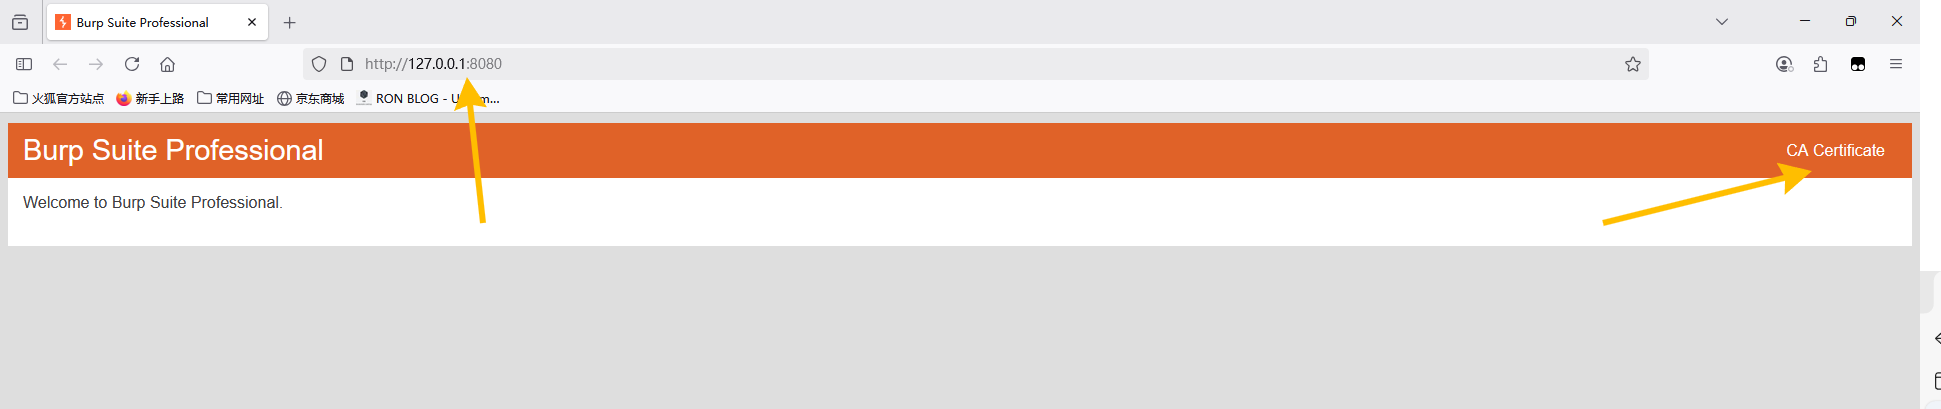 Burp Suite Professional
http://127.0.0.1:8080
火狐官方站点 新手上路 常用网址 京东商城 RON BLOG - U
Burp Suite Professional CA Certificate
Welcome to Burp Suite Professional.